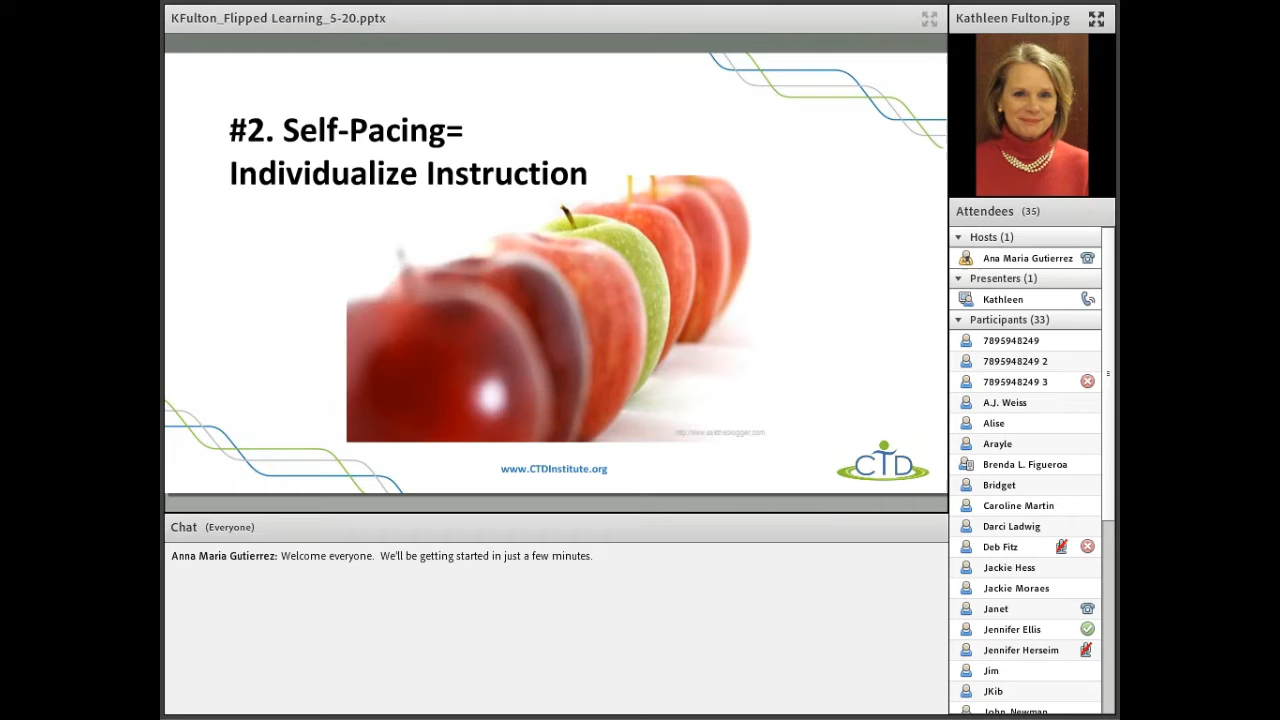 KFulton_Flipped Learning_5-20.pptx
#2. Self-Pacing=
Individualize Instruction
www.CTDInstitute.org
CTD
Chat (Everyone)
Anna Maria Gutierrez: Welcome everyone. We'll be getting started in just a few minutes.
Kathleen Fulton.jpg
Attendees (35)
Hosts (1)
Ana Maria Gutierrez
Presenters (1)
Kathleen
Participants (33)
7895948249
7895948249 2
7895948249 3
A.J. Weiss
Alise
Arayle
Brenda L. Figueroa
Bridget
Caroline Martin
Darci Ladwig
Deb Fitz
Jackie Hess
Jackie Moraes
Janet
Jennifer Ellis
Jennifer Herseim
Jim
JKib
John Newman